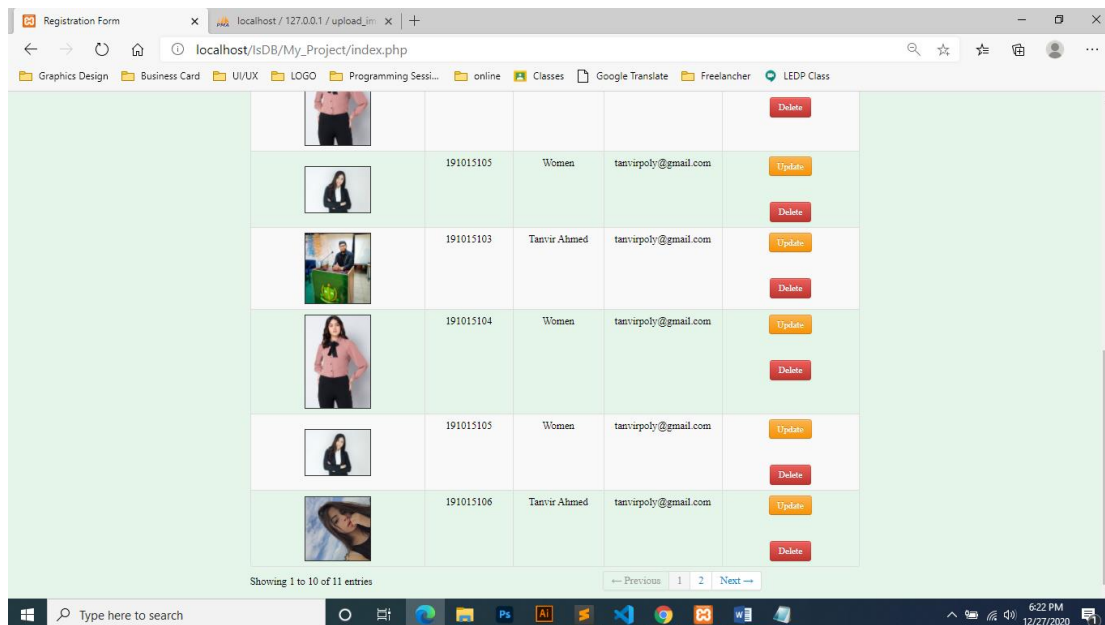 Registration Form
localhost / 127.0.0.1 / upload_im
localhost/IsDB/My_Project/index.php
Graphics Design Business Card UI/UX LOGO Programming Sessi... online Classes Google Translate Freelancher LEDP Class
Delete
191015105 Women tanvirpoly@gmail.com Update
Delete
191015103 Tanvir Ahmed tanvirpoly@gmail.com Update
Delete
191015104 Women tanvirpoly@gmail.com Update
Delete
191015105 Women tanvirpoly@gmail.com Update
Delete
191015106 Tanvir Ahmed tanvirpoly@gmail.com Update
Delete
Showing 1 to 10 of 11 entries ← Previous 1 2 Next →
Type here to search Ps Ai 6:22 PM
12/27/2020